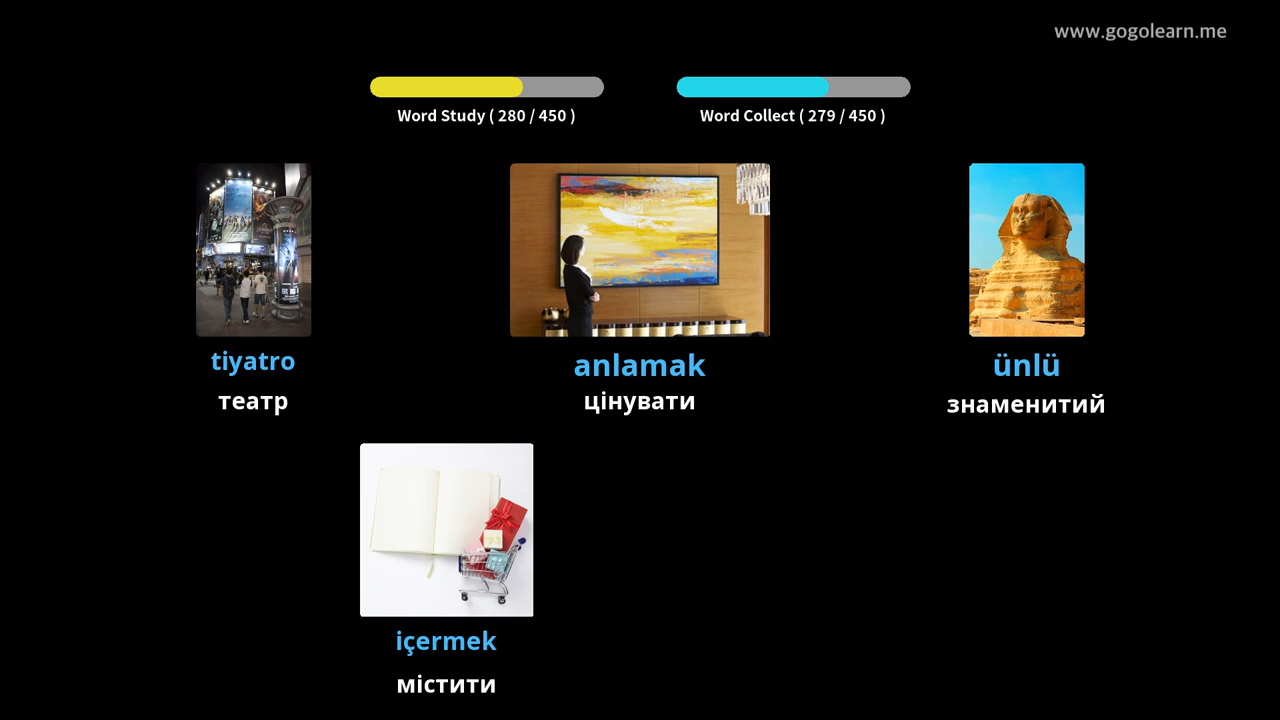 www.gogolearn.me
Word Study ( 280 / 450 )
Word Collect ( 279 / 450 )
tiyatro
anlamak
ünlü
театр
цінувати
знаменитий
içermek
містити